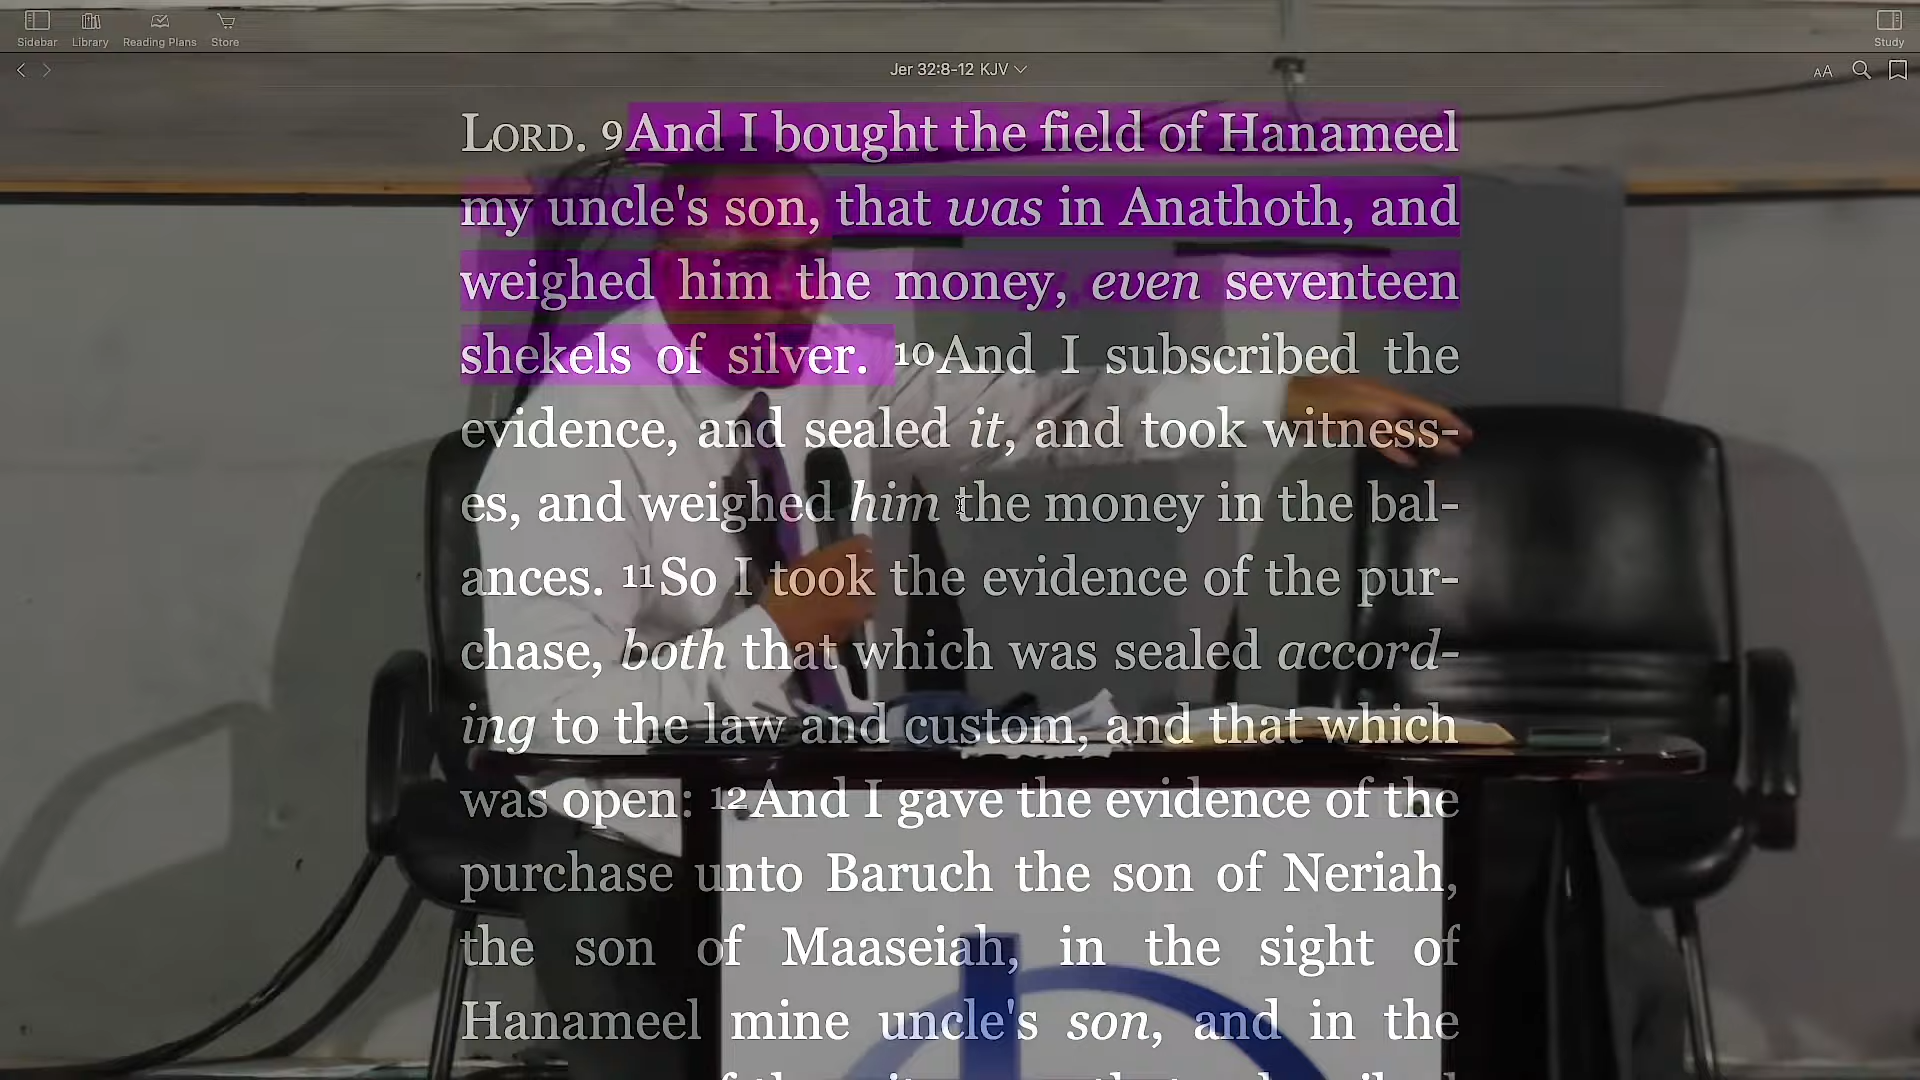 Sidebar Library Reading Plans Store Study
Jer 32:8-12 KJV
AA
LORD. 9And I bought the field of Hanameel
my uncle's son, that was in Anathoth, and
weighed him the money, even seventeen
shekels of silver. 10And I subscribed the
evidence, and sealed it, and took witness-
es, and weighed him the money in the bal-
ances. 11So I took the evidence of the pur-
chase, both that which was sealed accord-
ing to the law and custom, and that which
was open: 12And I gave the evidence of the
purchase unto Baruch the son of Neriah,
the son of Maaseiah, in the sight of
Hanameel mine uncle's son, and in the